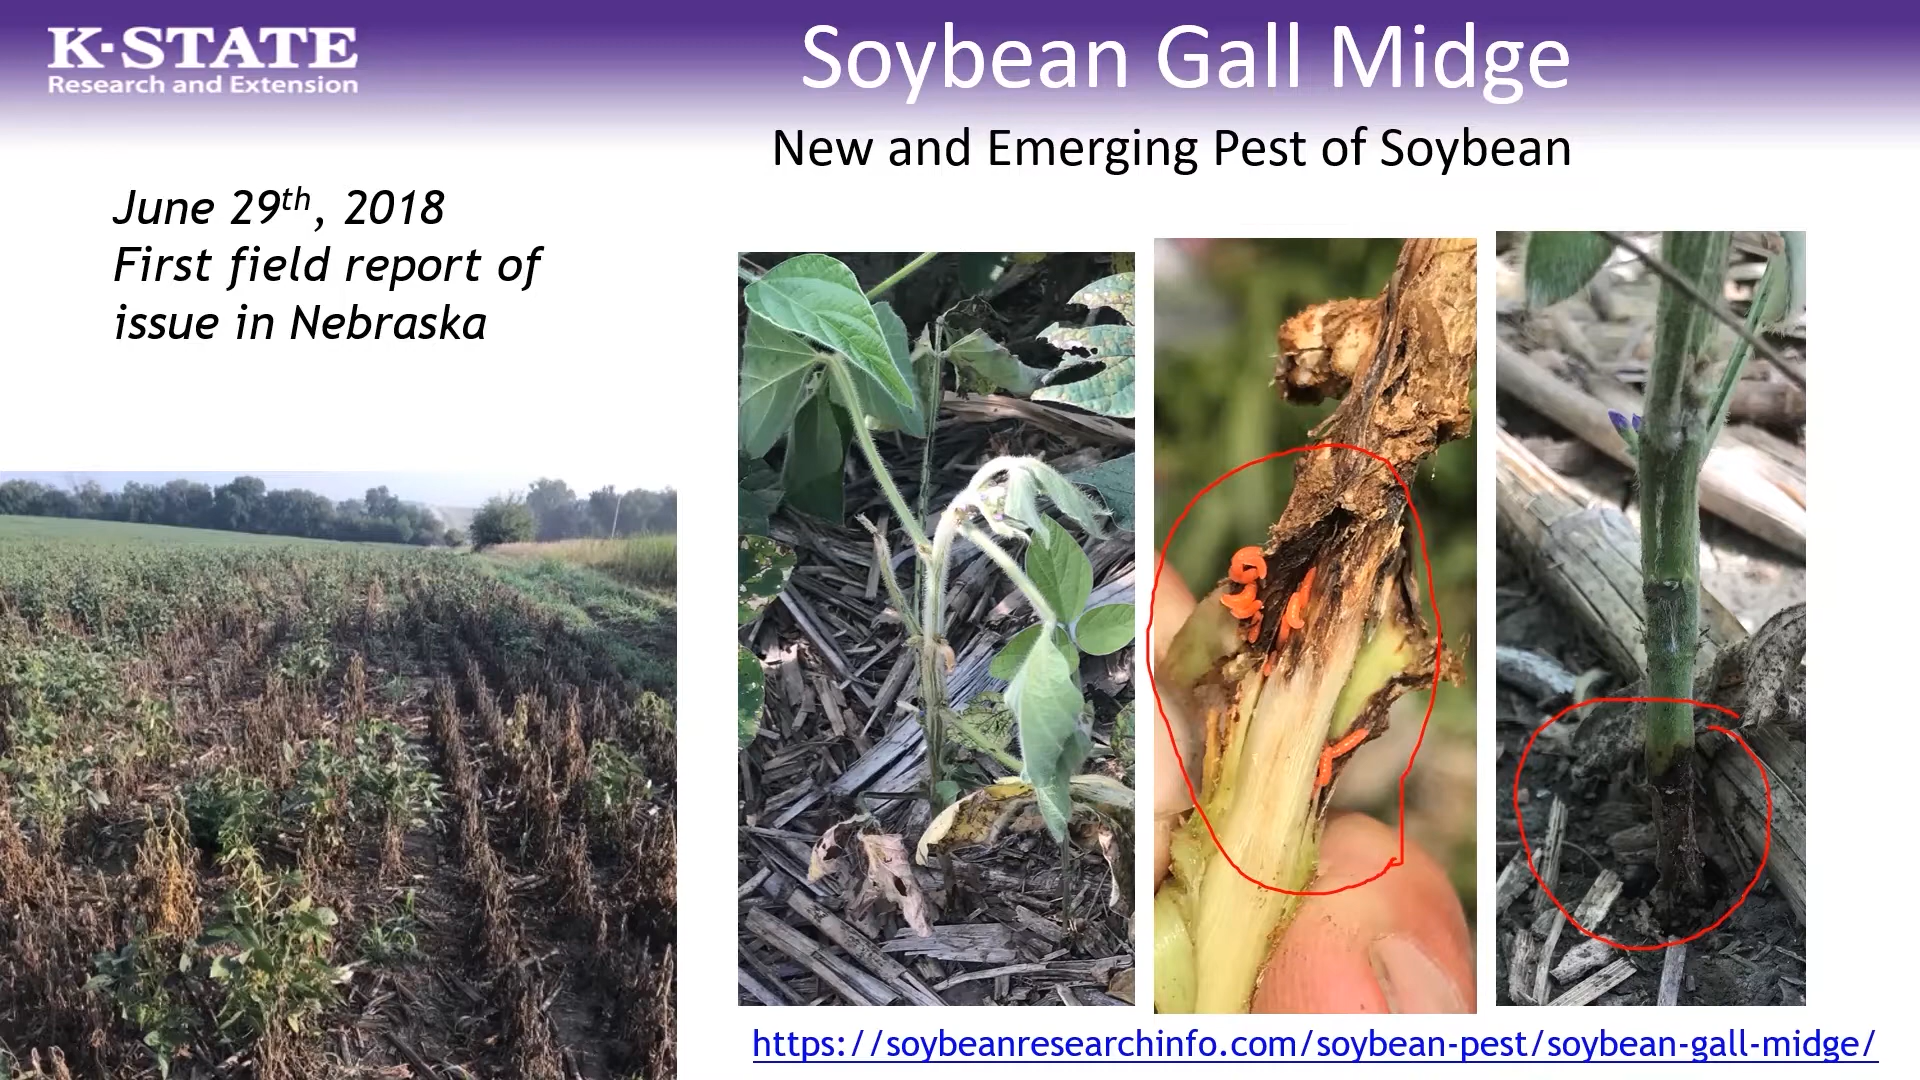 K-STATE
Research and Extension
Soybean Gall Midge
New and Emerging Pest of Soybean
June 29th, 2018
First field report of
issue in Nebraska
https://soybeanresearchinfo.com/soybean-pest/soybean-gall-midge/